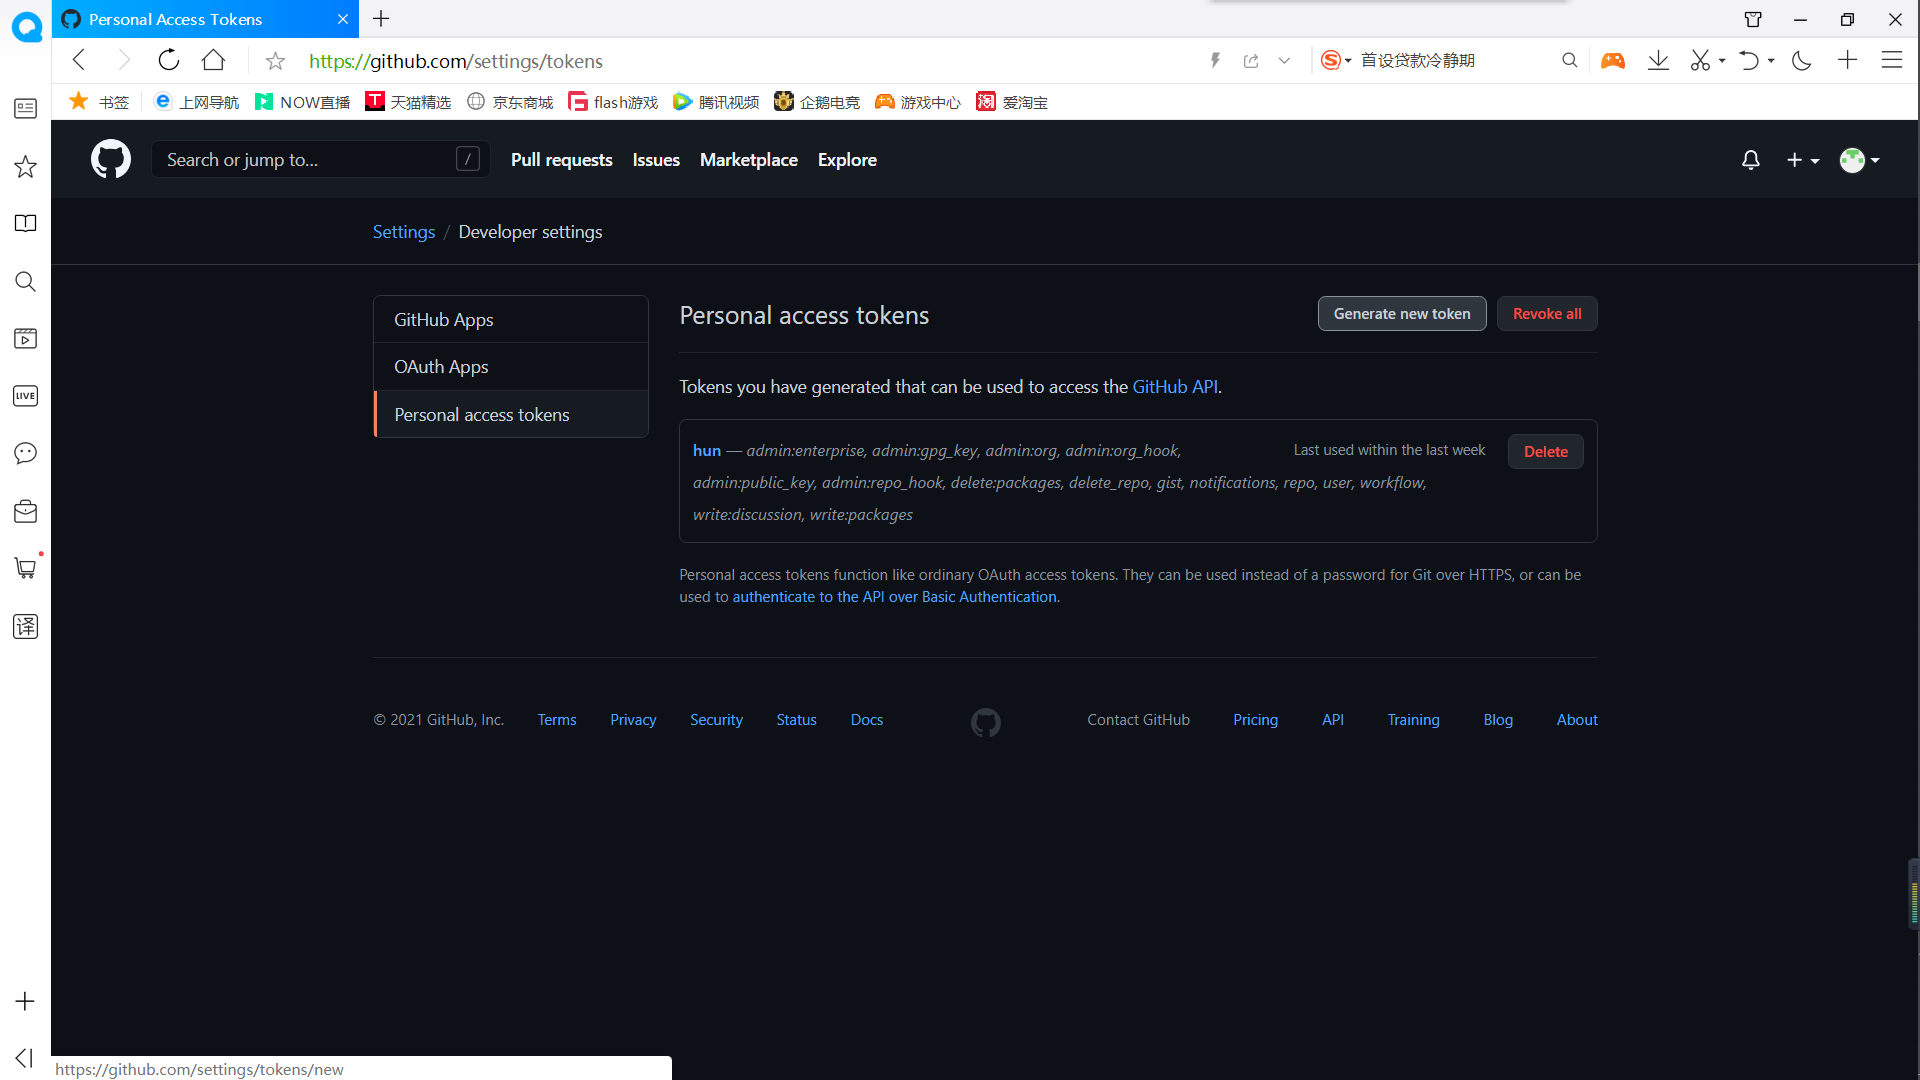 Personal Access Tokens
https://github.com/settings/tokens
首设贷款冷静期
书签 上网导航 NOW直播 天猫精选 京东商城 flash游戏 腾讯视频 企鹅电竞 游戏中心 爱淘宝
Search or jump to... / Pull requests Issues Marketplace Explore
Settings / Developer settings
GitHub Apps
OAuth Apps
Personal access tokens
Personal access tokens Generate new token Revoke all
Tokens you have generated that can be used to access the GitHub API.
hun — admin:enterprise, admin:gpg_key, admin:org, admin:org_hook, Last used within the last week Delete
admin:public_key, admin:repo_hook, delete:packages, delete_repo, gist, notifications, repo, user, workflow,
write:discussion, write:packages
Personal access tokens function like ordinary OAuth access tokens. They can be used instead of a password for Git over HTTPS, or can be
used to authenticate to the API over Basic Authentication.
© 2021 GitHub, Inc. Terms Privacy Security Status Docs Contact GitHub Pricing API Training Blog About
LIVE
译
https://github.com/settings/tokens/new